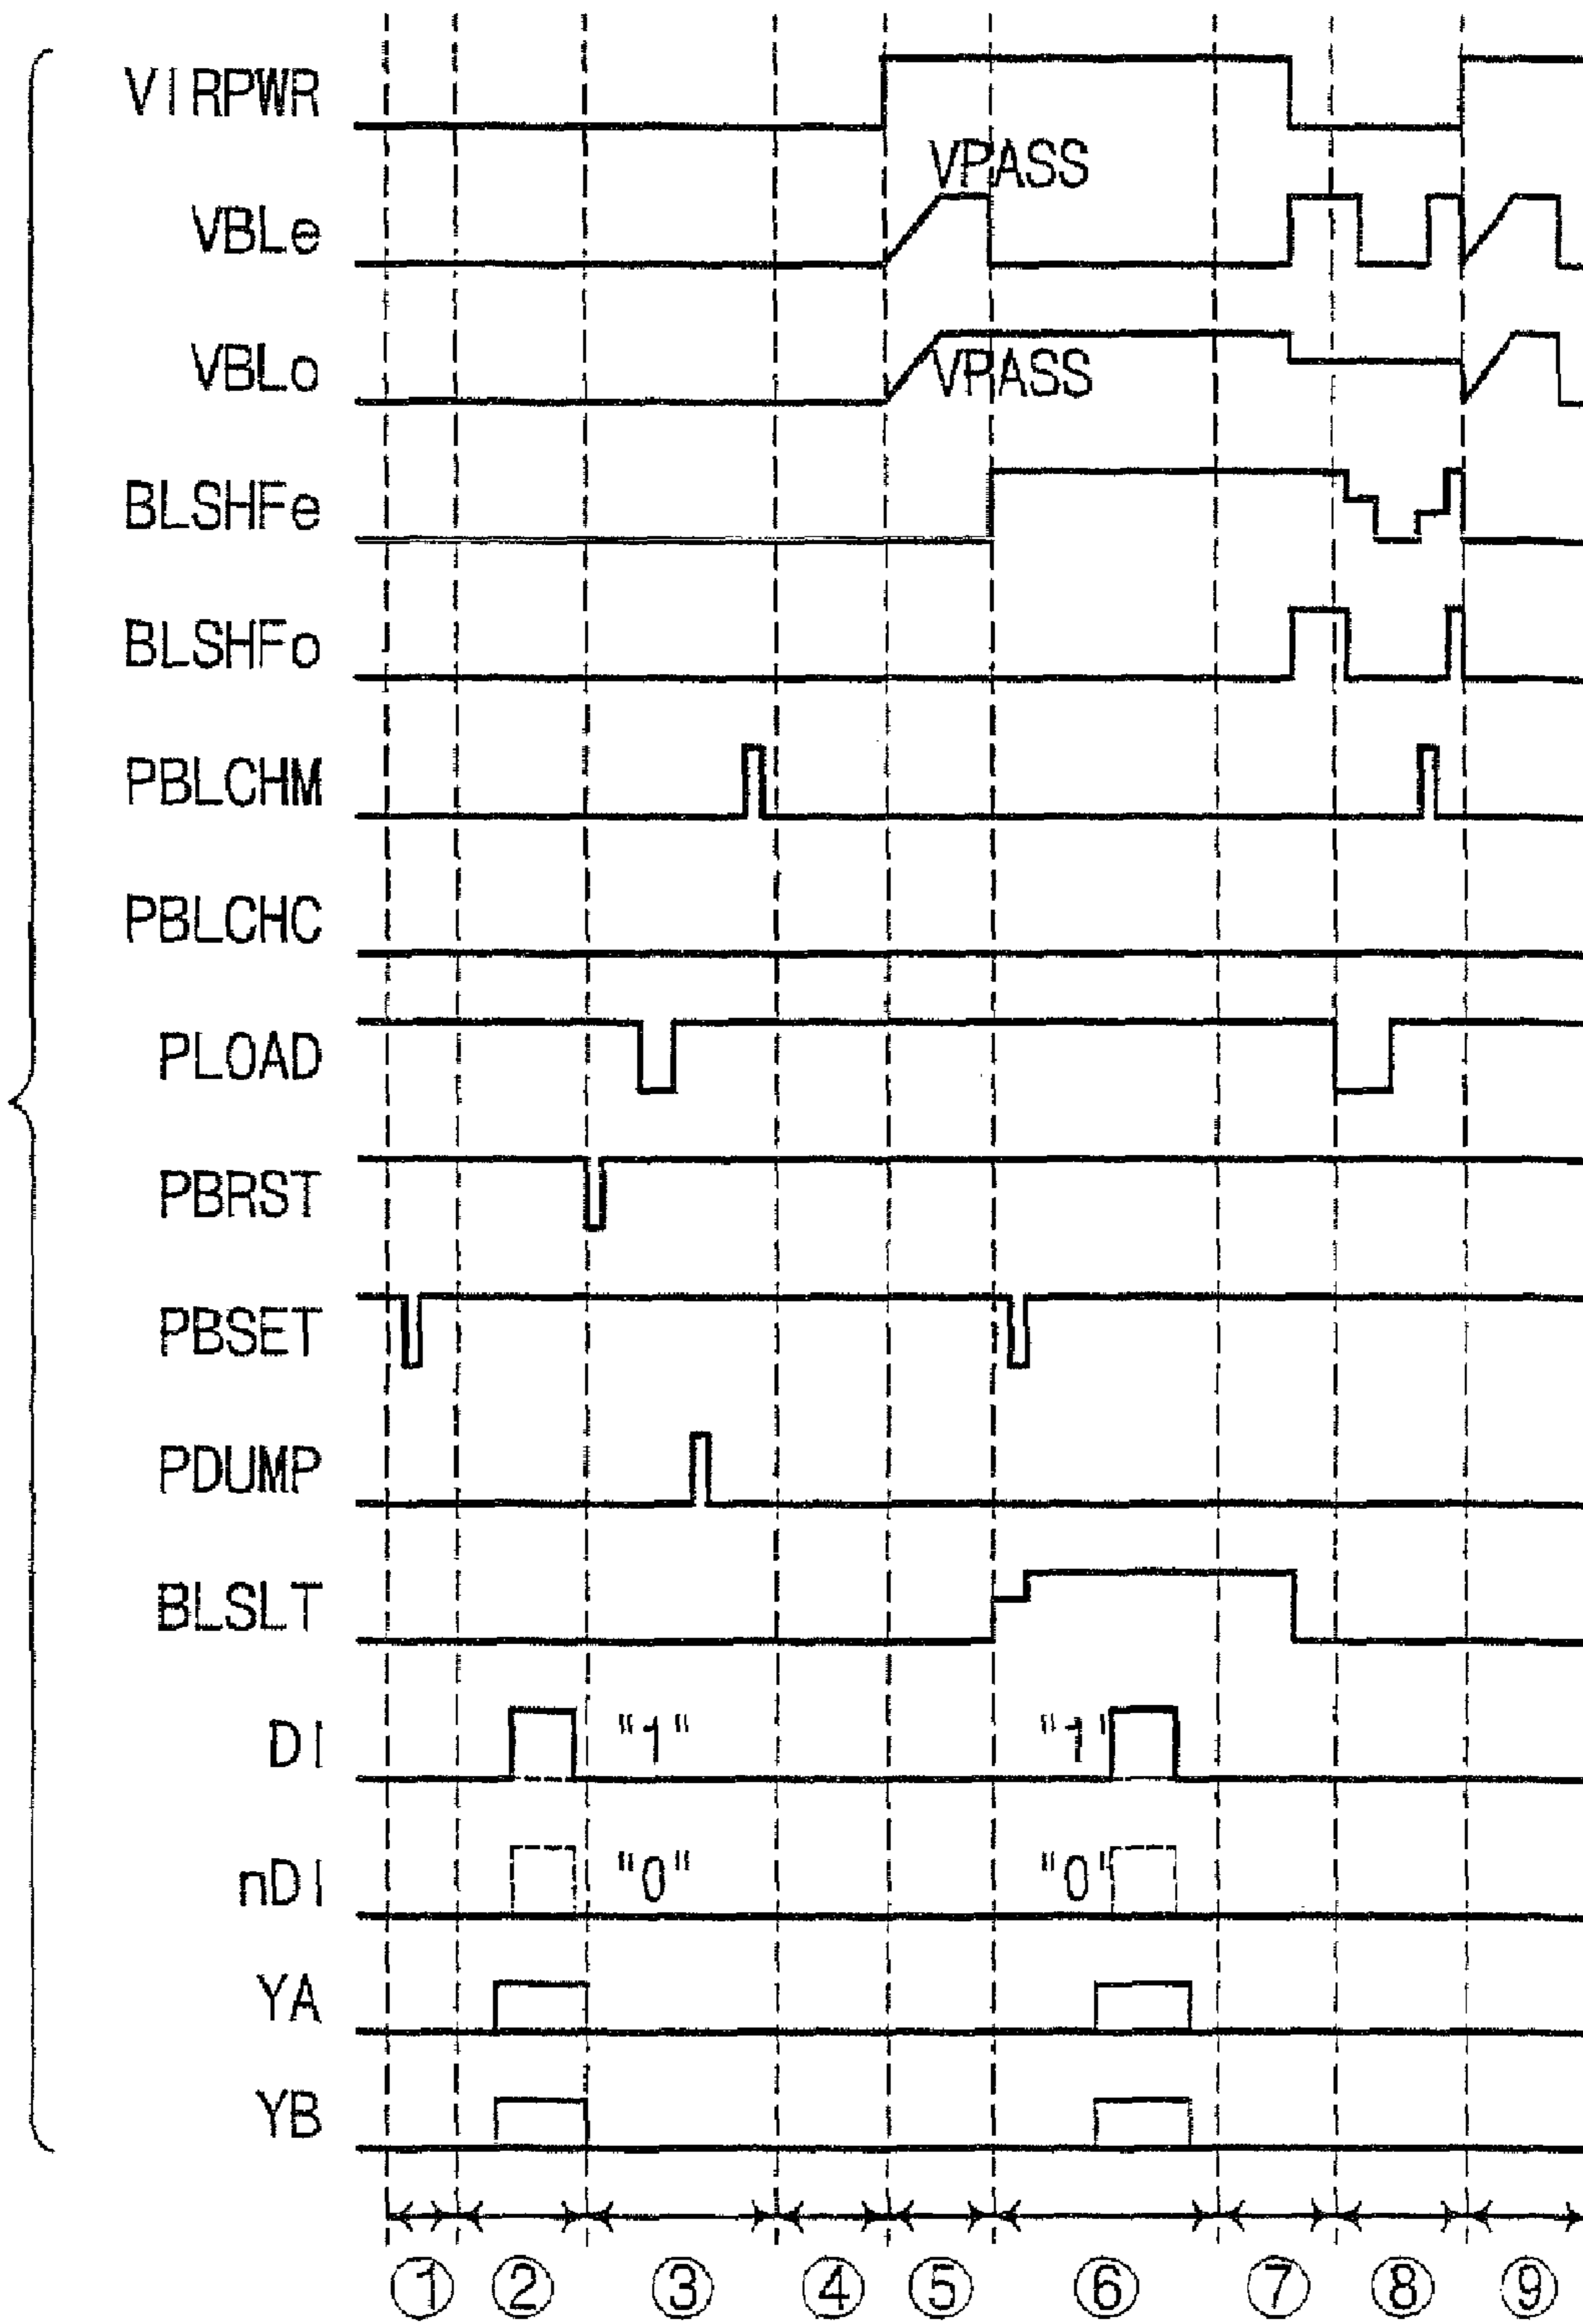 VIRPWR
VPASS
VBLe
VBLo
VPASS
BLSHFe
BLSHFo
PBLCHM
PBLCHC
PLOAD
PBRST
PBSET
PDUMP
BLSLT
DI "1" "1"
nDI "0" "0"
YA
YB
① ② ③ ④ ⑤ ⑥ ⑦ ⑧ ⑨